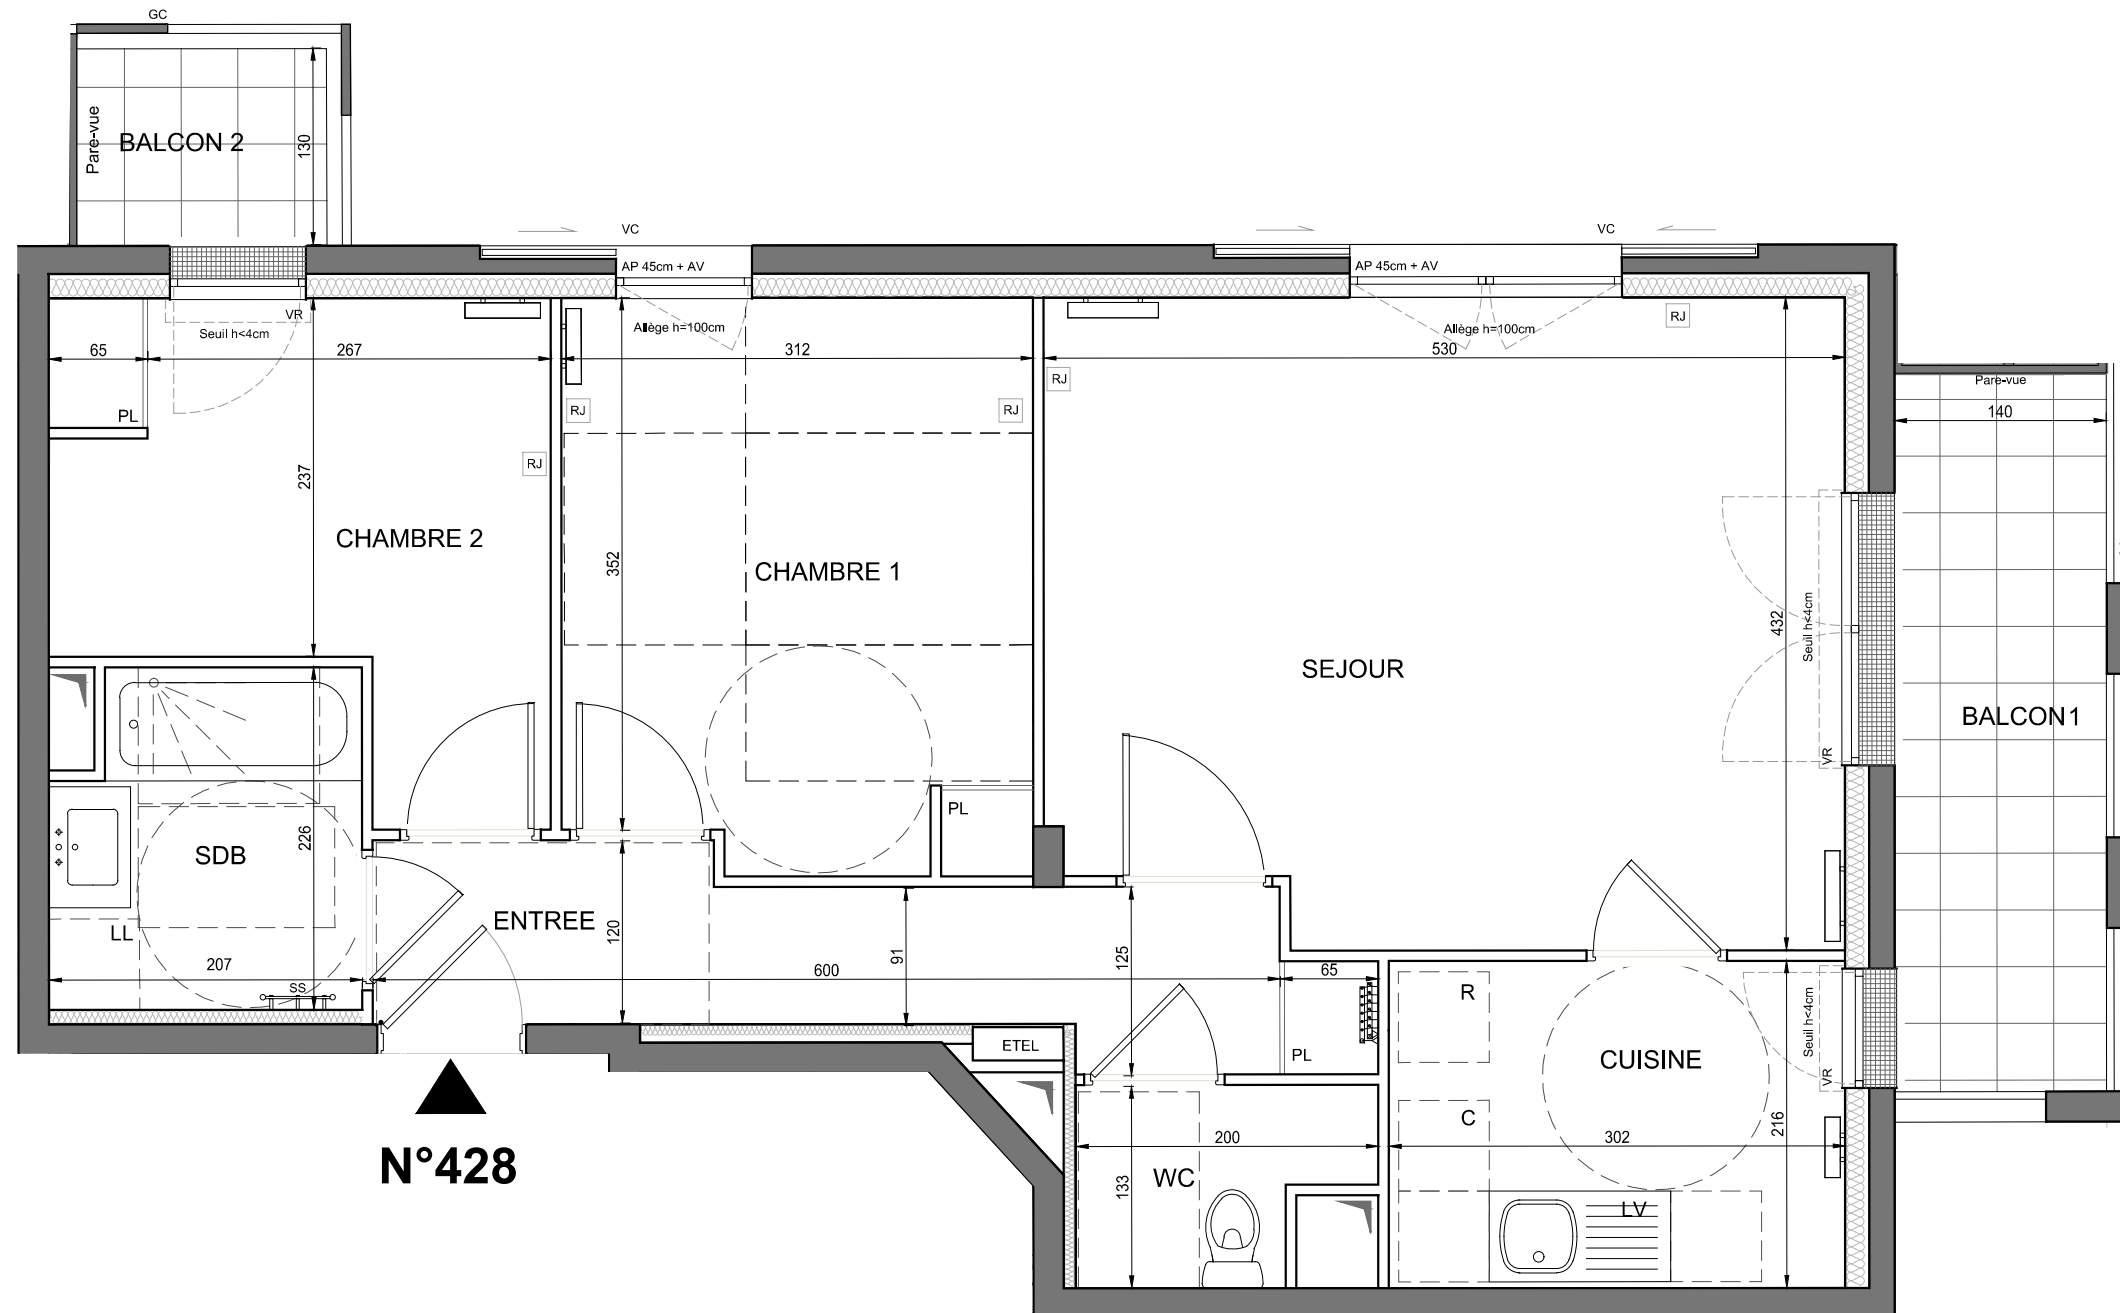 GC
Pare-vue
BALCON 2
130
VC
VC
AP 45cm + AV
AP 45cm + AV
VR
Seuil h<4cm
Allège h=100cm
Allège h=100cm
RJ
65
267
312
530
RJ
Pare-vue
PL
RJ
RJ
140
RJ
237
CHAMBRE 2
352
CHAMBRE 1
432
Seuil h<4cm
SEJOUR
BALCON1
VR
PL
226
SDB
ENTREE
120
LL
91
125
207
600
65
SS
R
Seuil h<4cm
ETEL
PL
CUISINE
VR
C
216
N°428
200
302
WC
133
LV